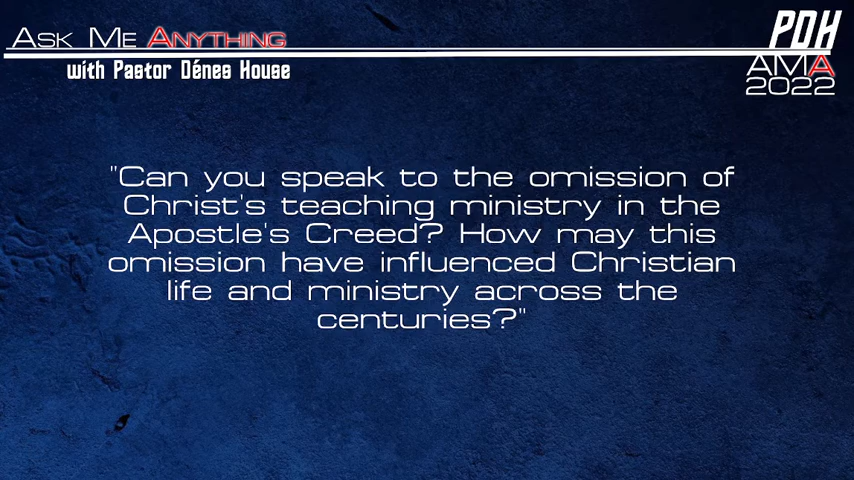 Ask Me Anything
with Pastor Dénes House
PDH
AMA
2022
"Can you speak to the omission of
Christ's teaching ministry in the
Apostle's Creed? How may this
omission have influenced Christian
life and ministry across the
centuries?"